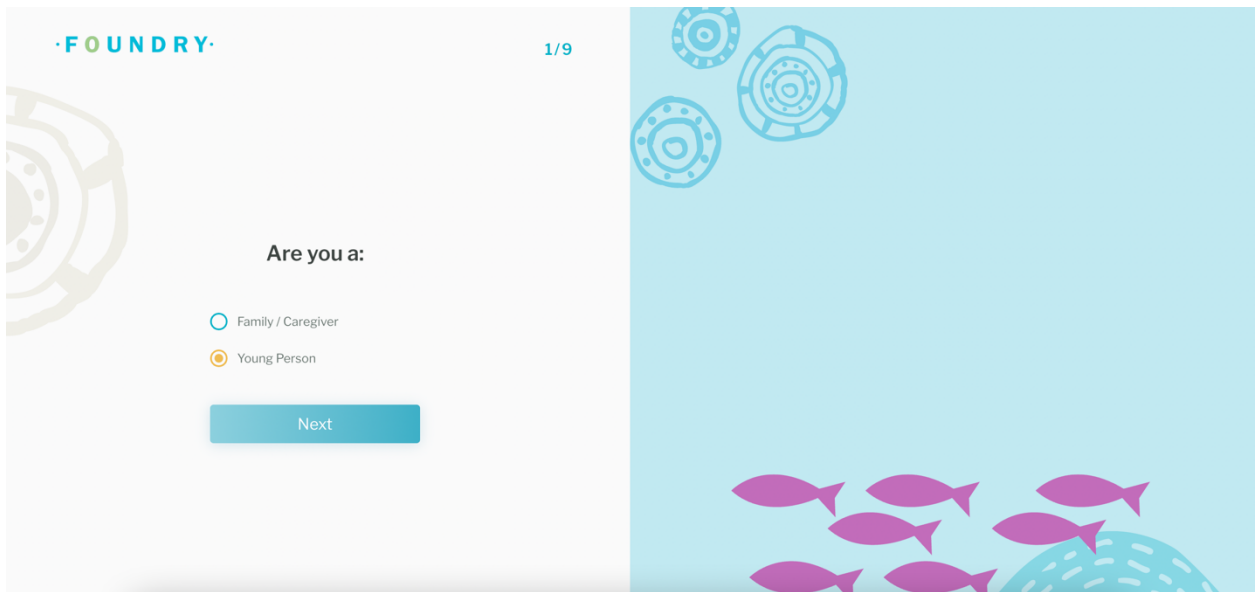 ·FOUNDRY·
1/9
Are you a:
Family / Caregiver
Young Person
Next